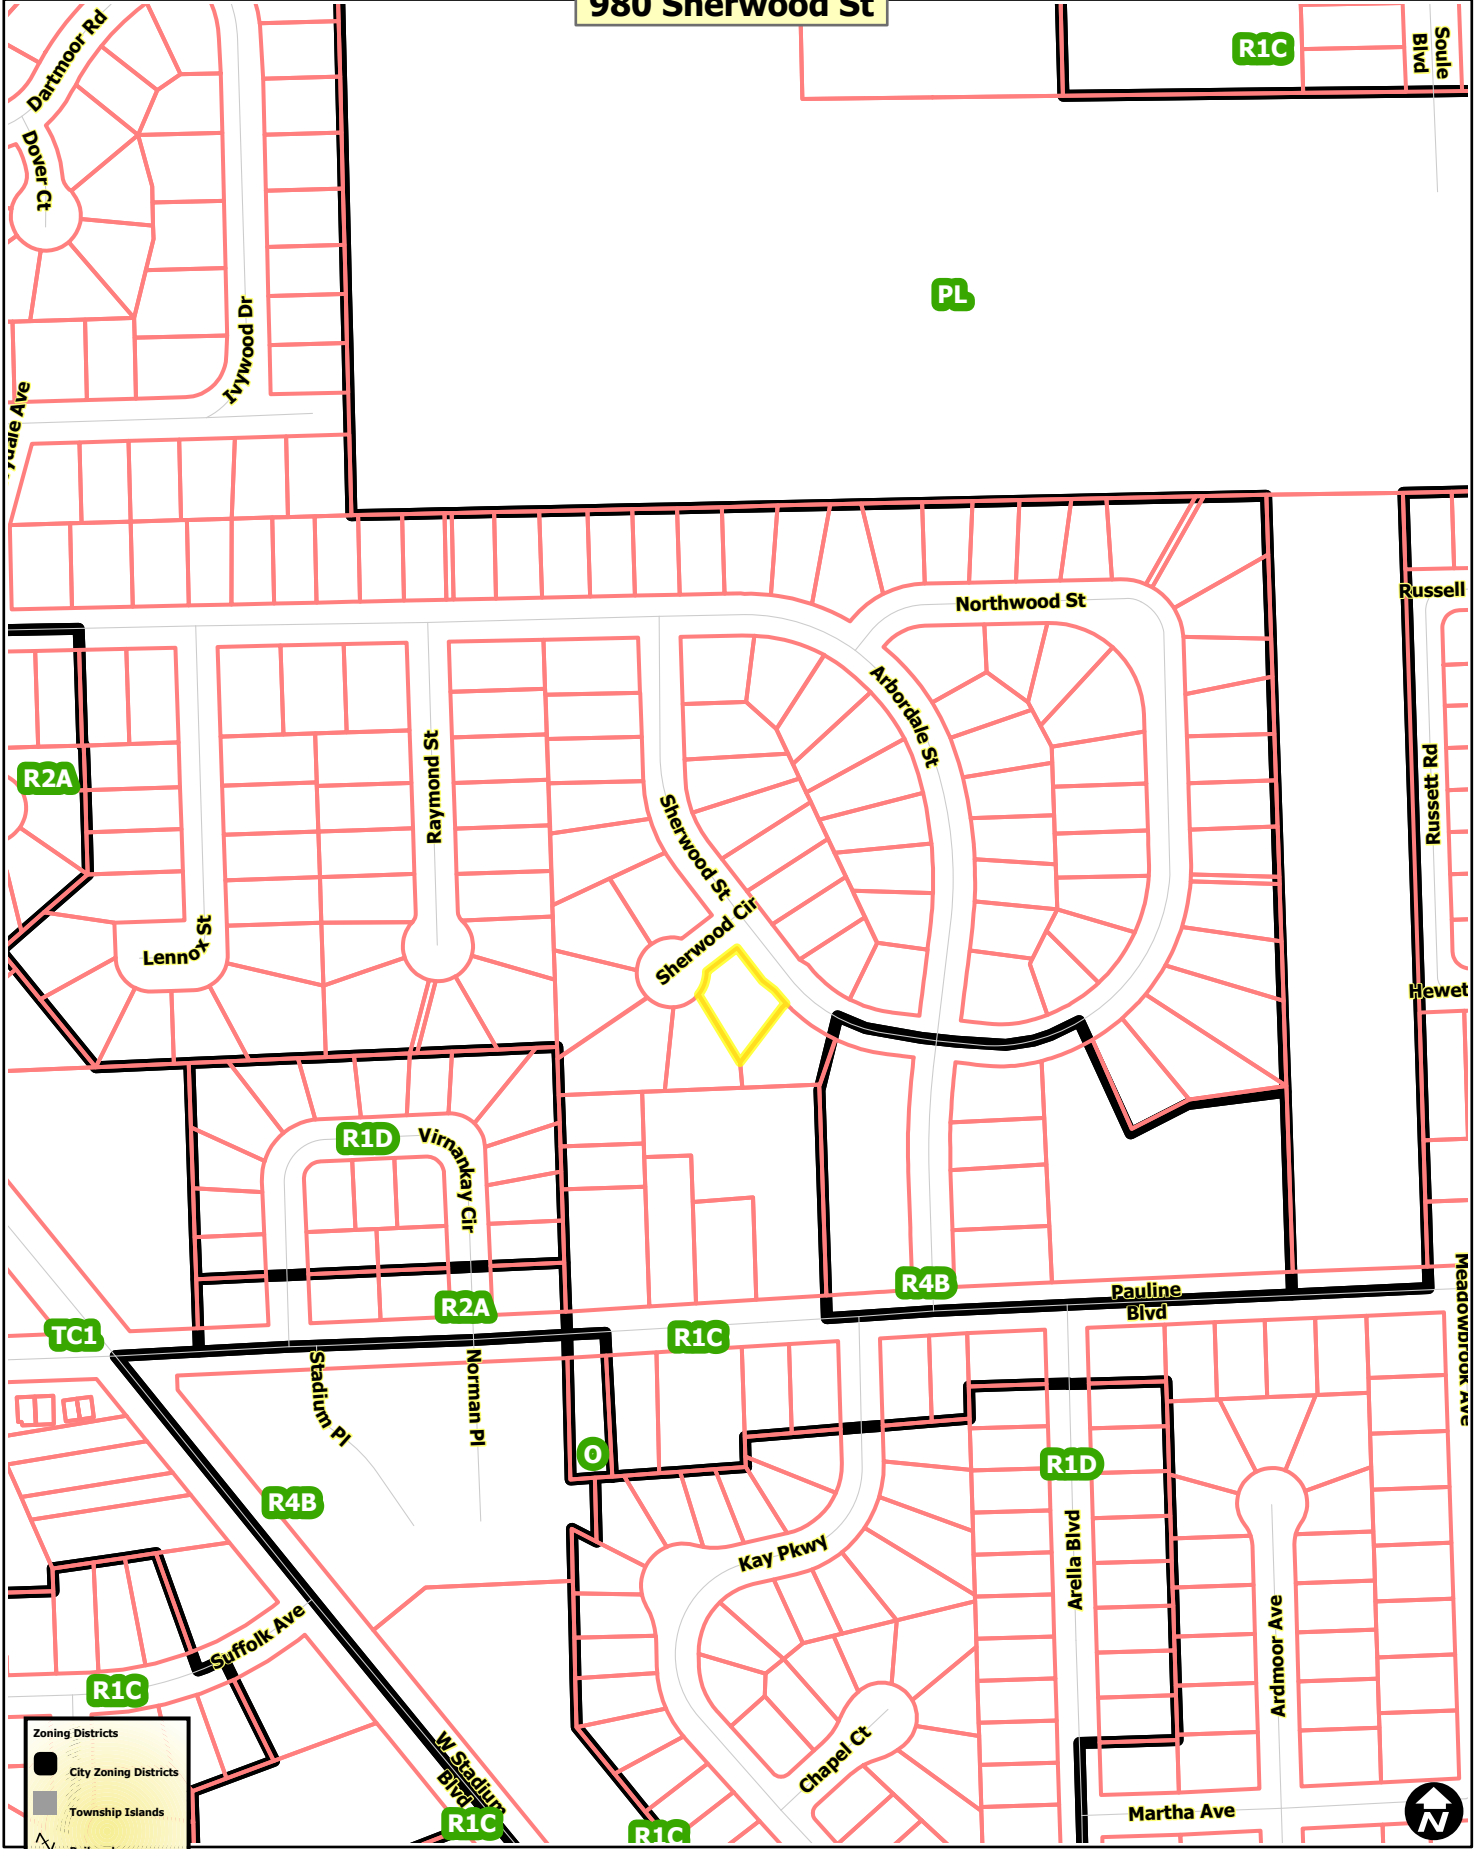 980 Sherwood St
Dartmoor Rd
R1C
Soule
Blvd
Dover Ct
PL
Ivywood Dr
Northwood St
Russell
Arbordale St
Raymond St
R2A
Russett Rd
Sherwood St
Sherwood Cir
Lennox St
Hewet
R1D
Virnankay Cir
R4B
Pauline
Blvd
R2A
TC1
R1C
Meadowbrook Ave
Stadium Pl
Norman Pl
O
R1D
R4B
Kay Pkwy
Arella Blvd
Suffolk Ave
Ardmoor Ave
R1C
Chapel Ct
W Stadium
Blvd
R1C
R1C
Martha Ave
N
Zoning Districts
City Zoning Districts
Township Islands